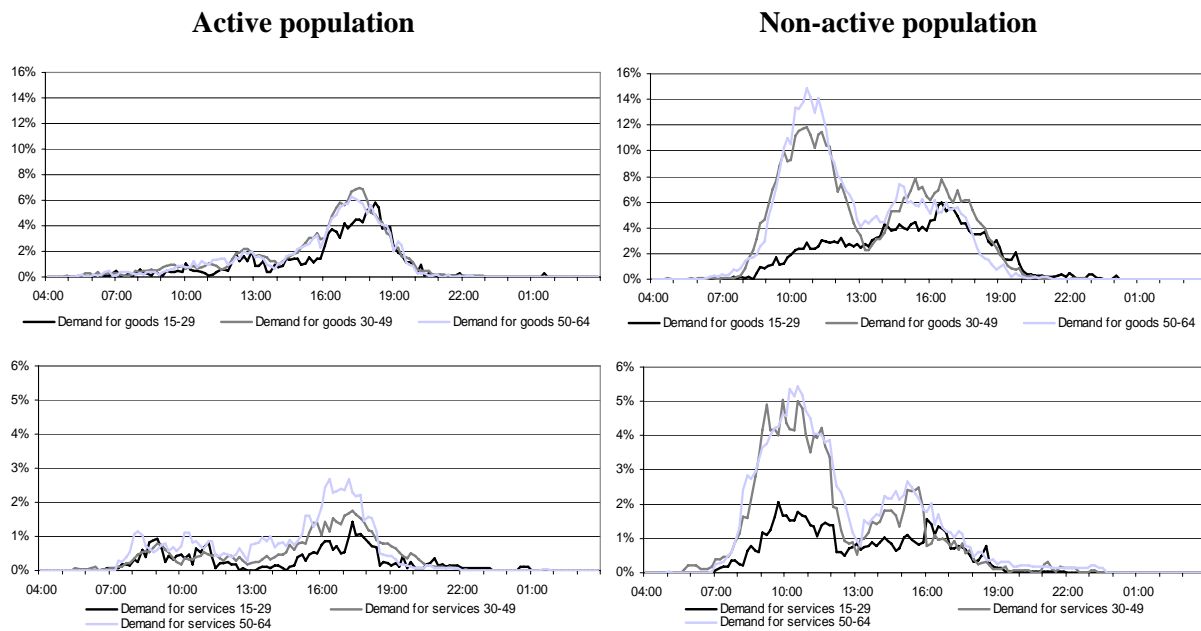 Active population
Non-active population
16%
14%
12%
10%
8%
6%
4%
2%
0%
04:00 07:00 10:00 13:00 16:00 19:00 22:00 01:00
Demand for goods 15-29 Demand for goods 30-49 Demand for goods 50-64
16%
14%
12%
10%
8%
6%
4%
2%
0%
04:00 07:00 10:00 13:00 16:00 19:00 22:00 01:00
Demand for goods 15-29 Demand for goods 30-49 Demand for goods 50-64
6%
5%
4%
3%
2%
1%
0%
04:00 07:00 10:00 13:00 16:00 19:00 22:00 01:00
Demand for services 15-29 Demand for services 30-49
Demand for services 50-64
6%
5%
4%
3%
2%
1%
0%
04:00 07:00 10:00 13:00 16:00 19:00 22:00 01:00
Demand for services 15-29 Demand for services 30-49
Demand for services 50-64